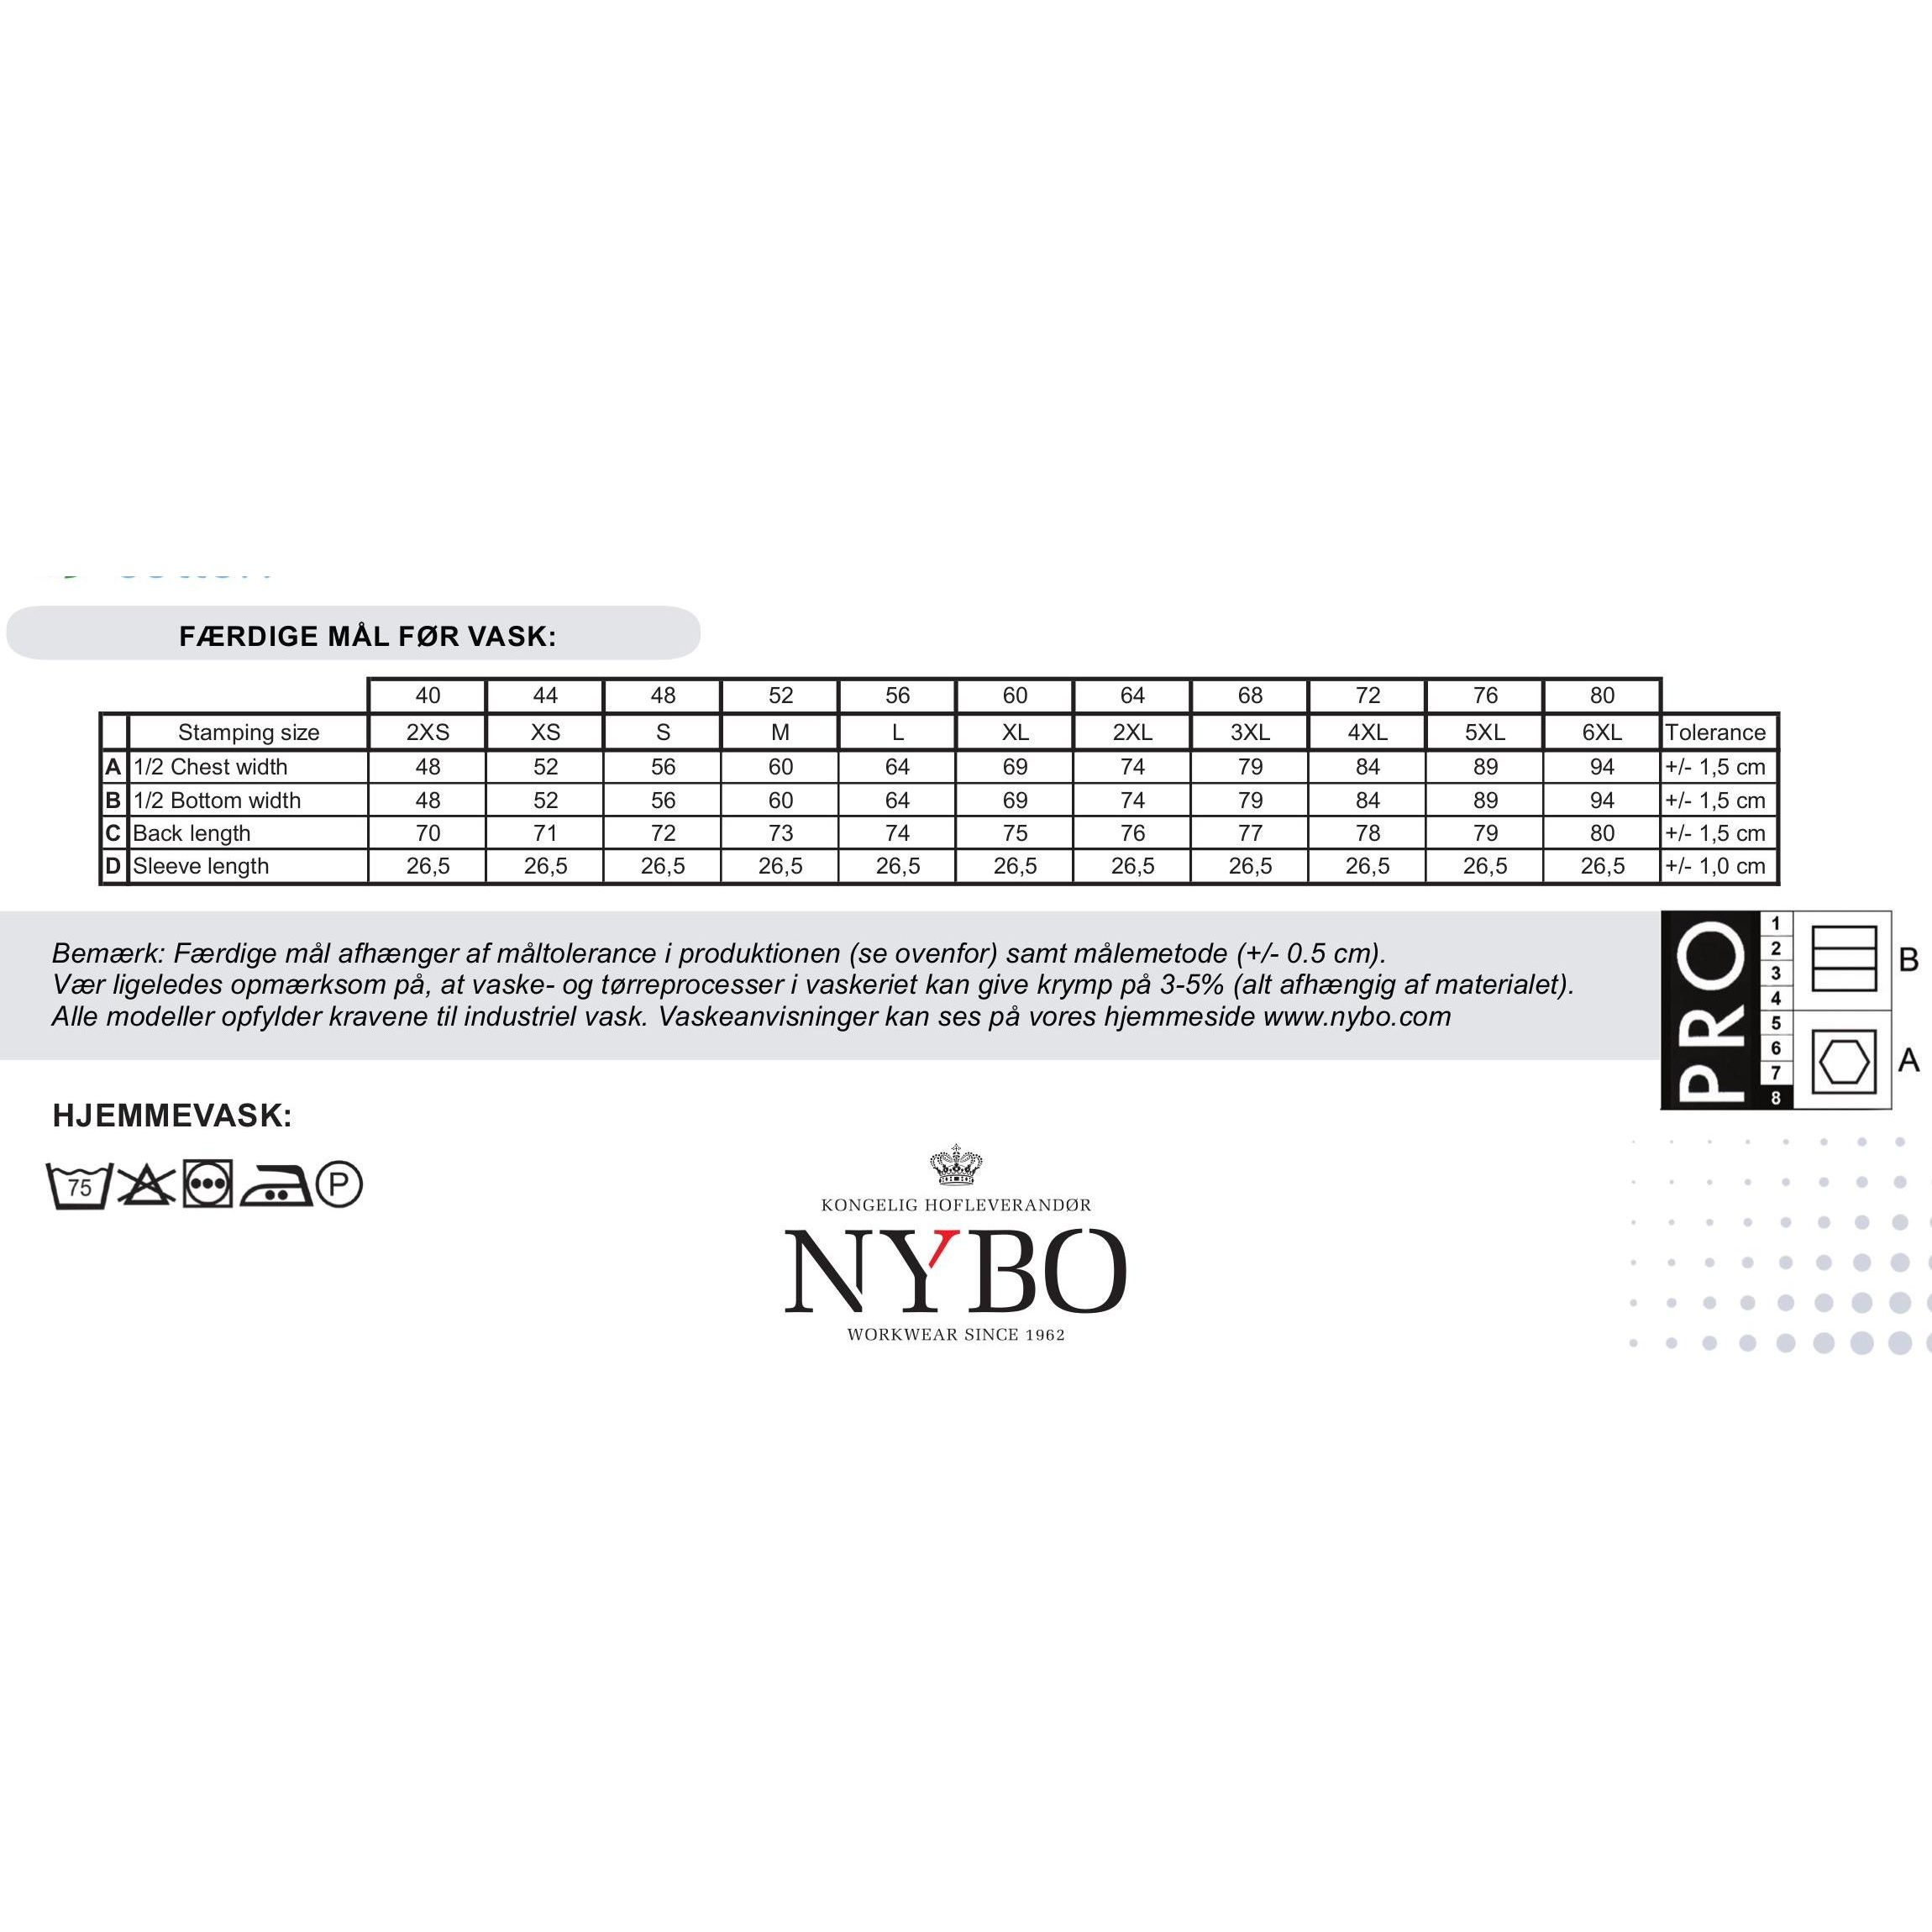 FÆRDIGE MÅL FØR VASK:
40 44 48 52 56 60 64 68 72 76 80
Stamping size 2XS XS S M L XL 2XL 3XL 4XL 5XL 6XL Tolerance
A 1/2 Chest width 48 52 56 60 64 69 74 79 84 89 94 +/- 1,5 cm
B 1/2 Bottom width 48 52 56 60 64 69 74 79 84 89 94 +/- 1,5 cm
C Back length 70 71 72 73 74 75 76 77 78 79 80 +/- 1,5 cm
D Sleeve length 26,5 26,5 26,5 26,5 26,5 26,5 26,5 26,5 26,5 26,5 26,5 +/- 1,0 cm
Bemærk: Færdige mål afhænger af måltolerance i produktionen (se ovenfor) samt målemetode (+/- 0.5 cm).
Vær ligeledes opmærksom på, at vaske- og tørreprocesser i vaskeriet kan give krymp på 3-5% (alt afhængig af materialet).
Alle modeller opfylder kravene til industriel vask. Vaskeanvisninger kan ses på vores hjemmeside www.nybo.com
PRO
1
2
3
4
5
6
7
8
B
A
HJEMMEVASK:
75 P
KONGELIG HOFLEVERANDØR
NYBO
WORKWEAR SINCE 1962